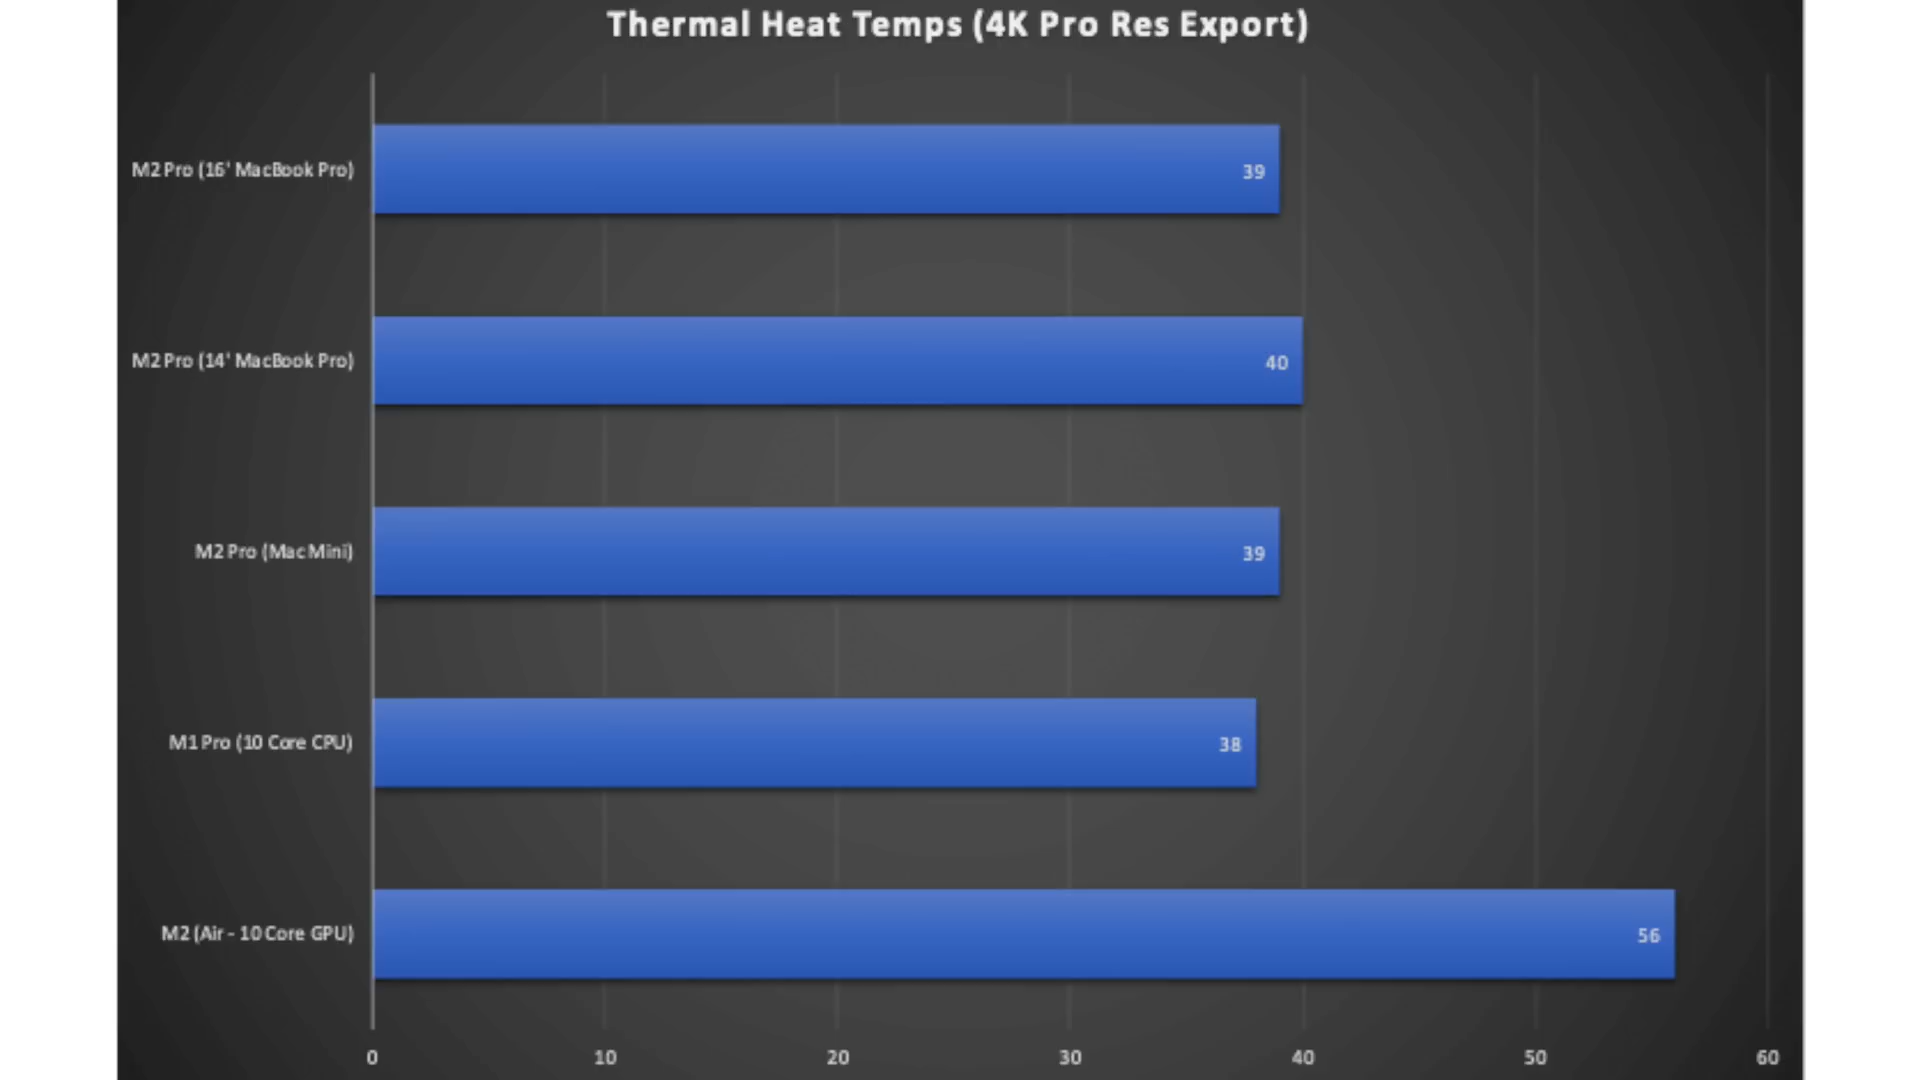 Thermal Heat Temps (4K Pro Res Export)
M2 Pro (16' MacBook Pro)
39
M2 Pro (14' MacBook Pro)
40
M2 Pro (Mac Mini)
39
M1 Pro (10 Core CPU)
38
M2 (Air - 10 Core GPU)
56
0 10 20 30 40 50 60